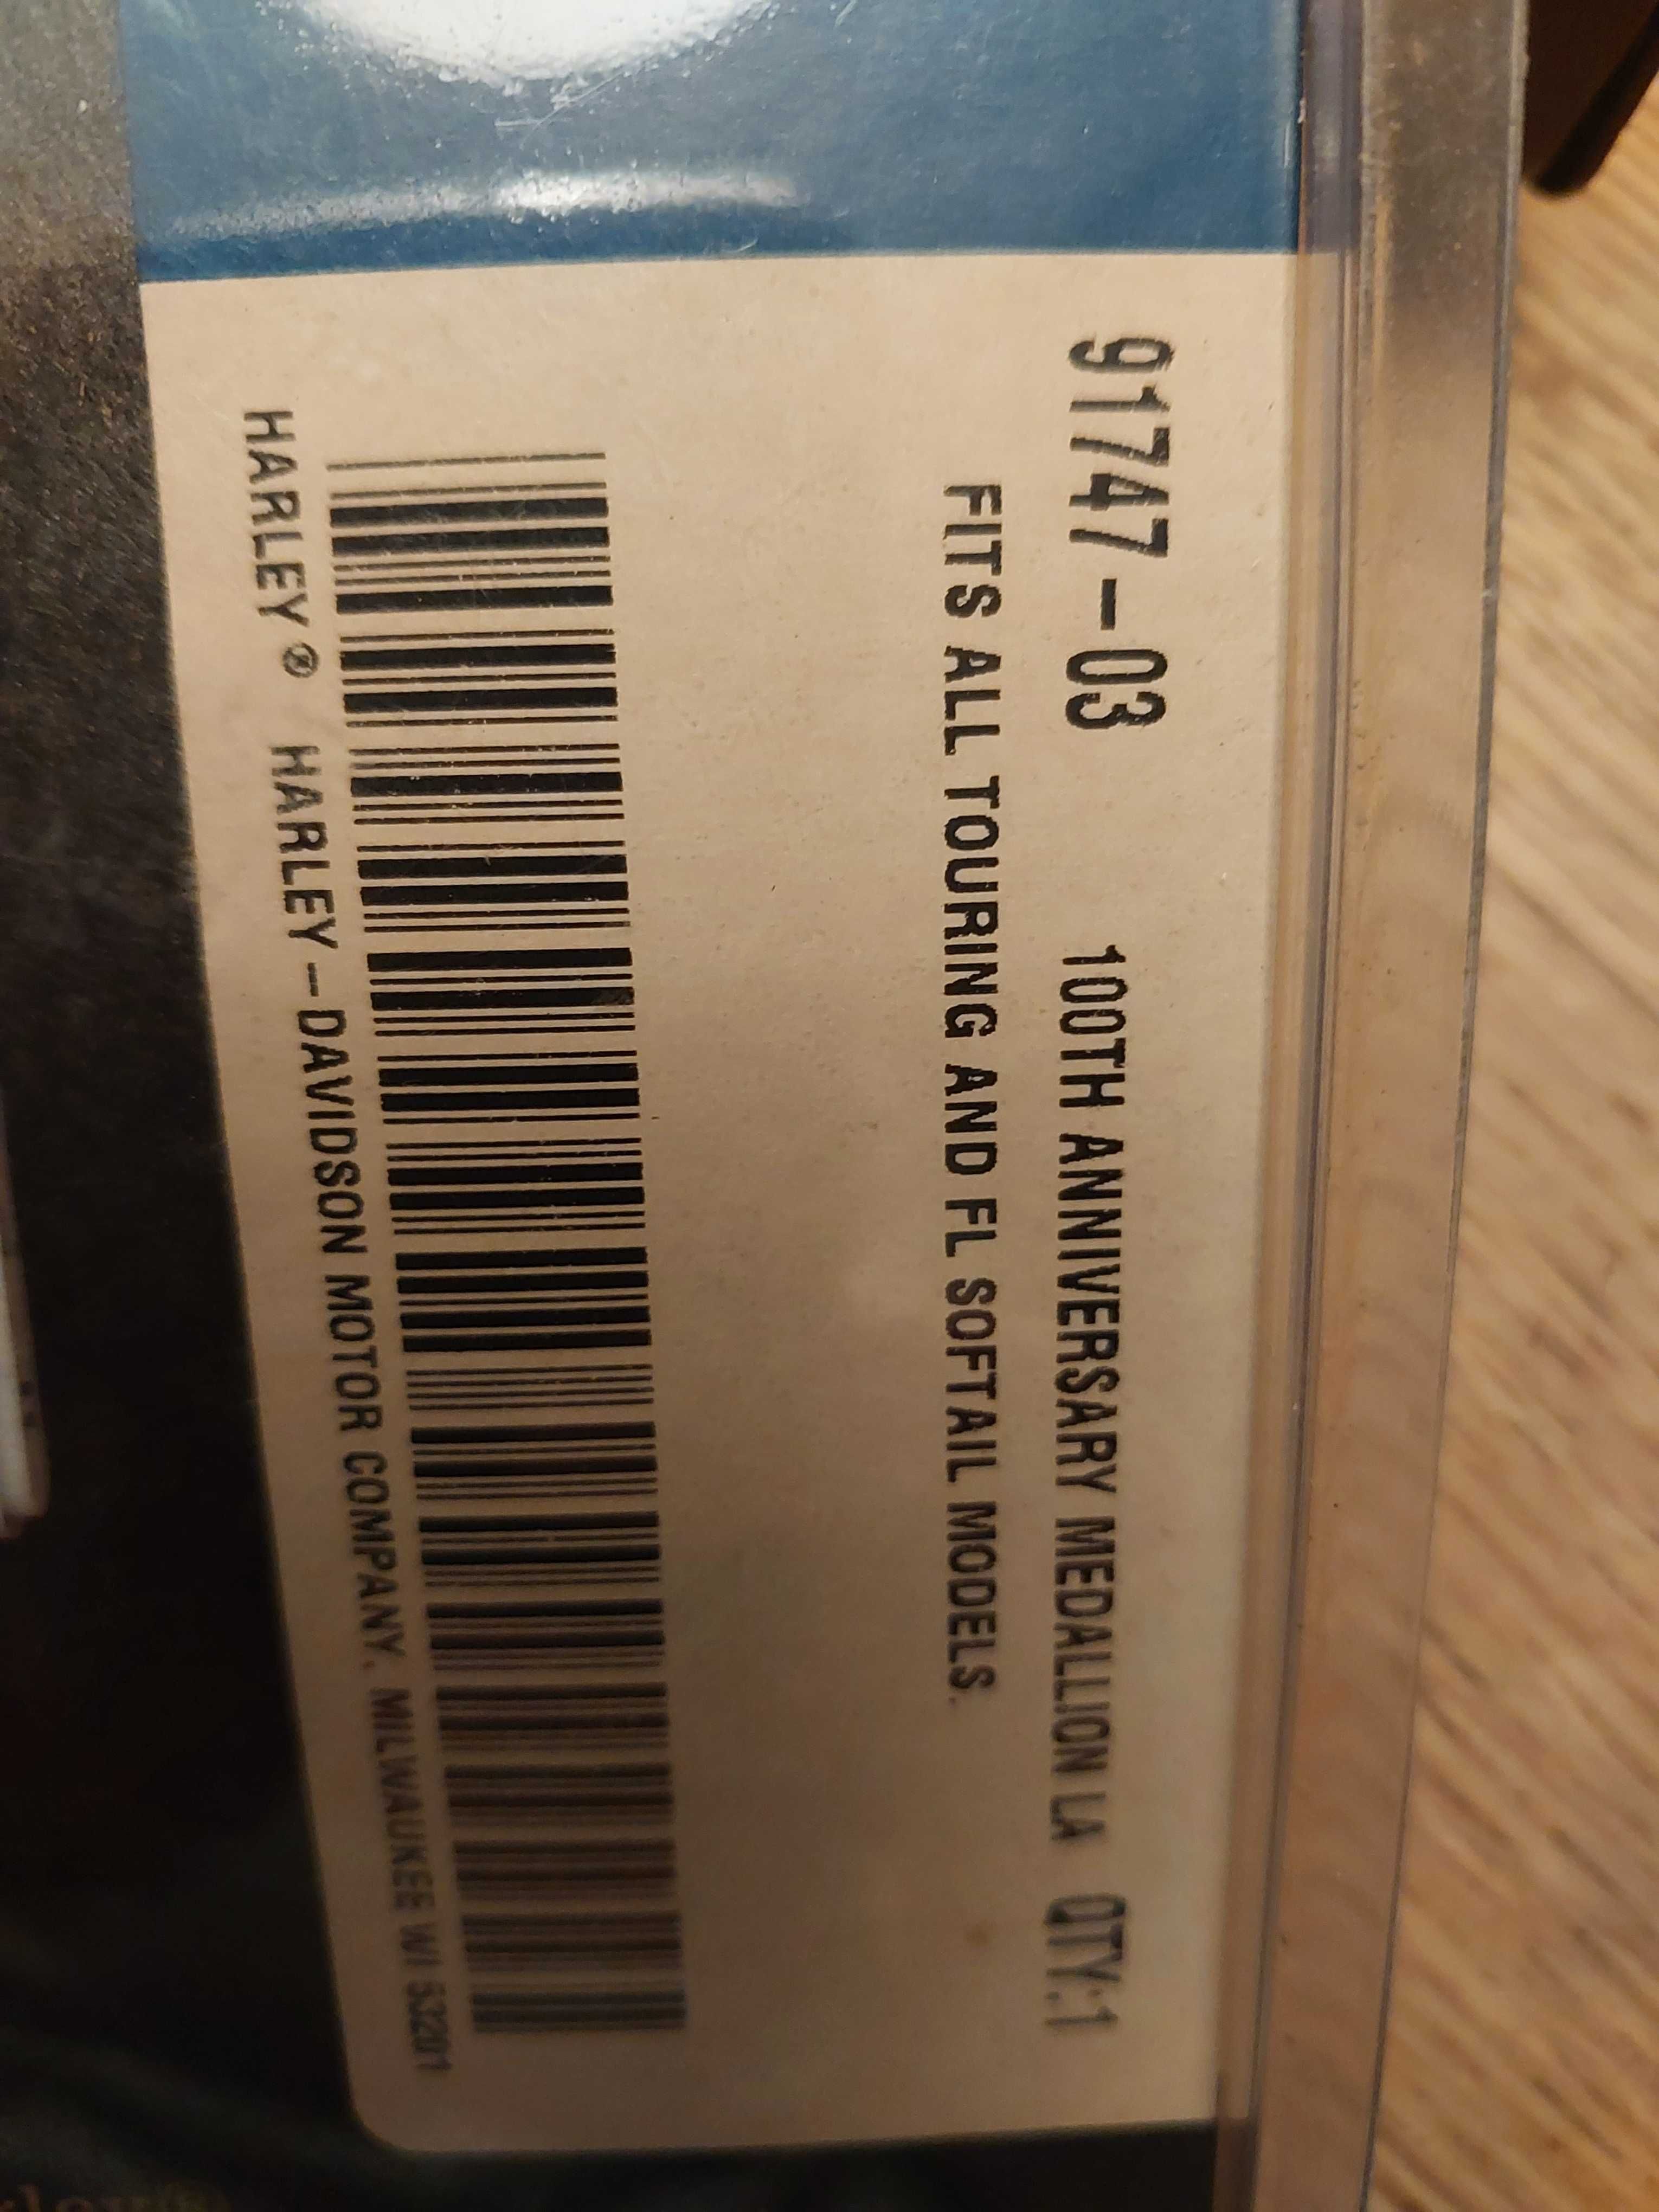 91747-03 100TH ANNIVERSARY MEDALLION LA QTY:1
FITS ALL TOURING AND FL SOFTAIL MODELS.
HARLEY® HARLEY-DAVIDSON MOTOR COMPANY. MILWAUKEE WI 53201